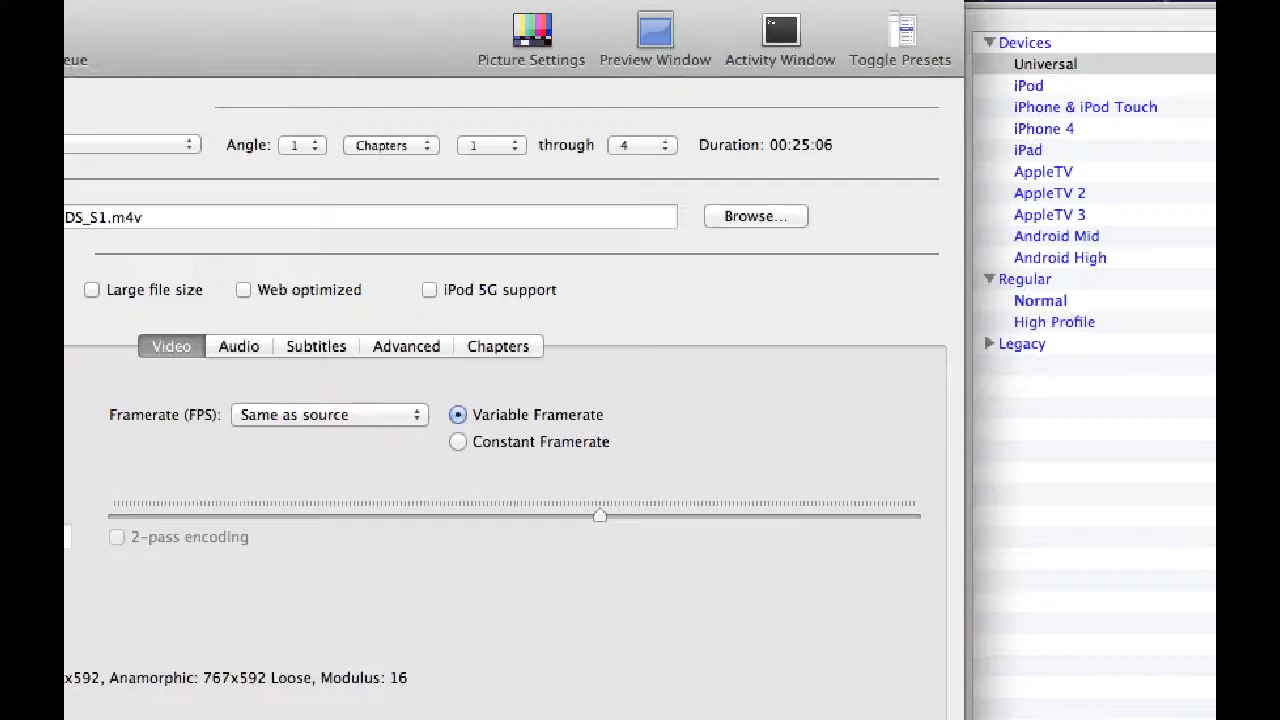 eue
Picture Settings
Preview Window
Activity Window
Toggle Presets
Angle: 1 Chapters 1 through 4 Duration: 00:25:06
DS_S1.m4v
Browse...
Large file size
Web optimized
iPod 5G support
Video Audio Subtitles Advanced Chapters
Framerate (FPS): Same as source
Variable Framerate
Constant Framerate
2-pass encoding
x592, Anamorphic: 767x592 Loose, Modulus: 16
Devices
Universal
iPod
iPhone & iPod Touch
iPhone 4
iPad
AppleTV
AppleTV 2
AppleTV 3
Android Mid
Android High
Regular
Normal
High Profile
Legacy